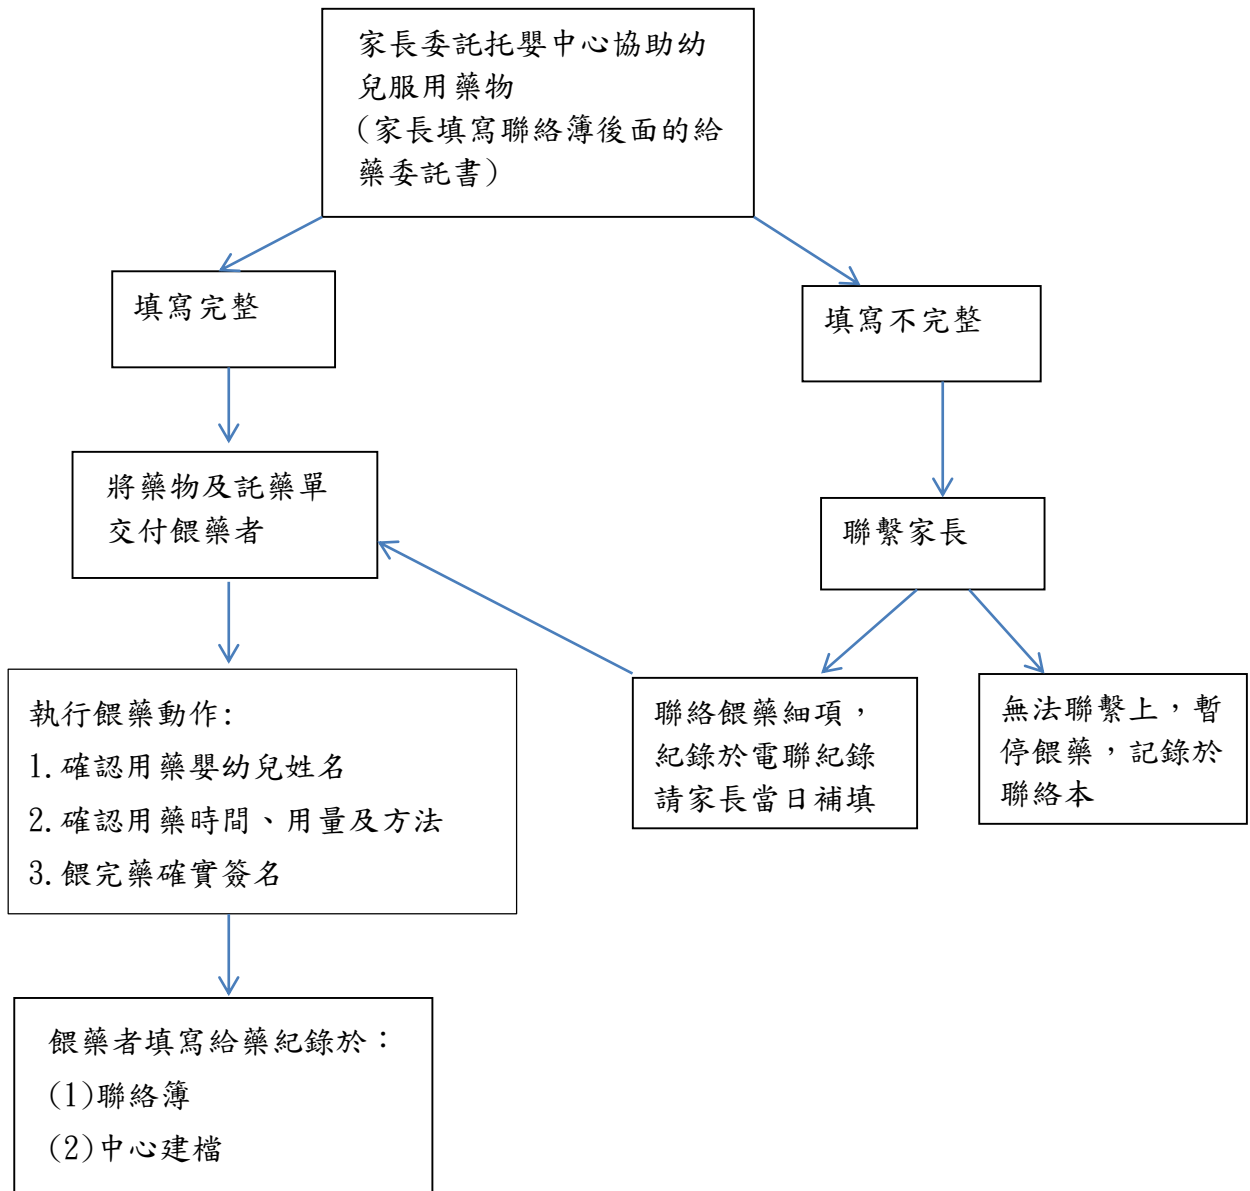 家長委託托嬰中心協助幼
兒服用藥物
(家長填寫聯絡簿後面的給
藥委託書)
填寫完整
填寫不完整
將藥物及託藥單
交付餵藥者
聯繫家長
執行餵藥動作:
1.確認用藥嬰幼兒姓名
2.確認用藥時間、用量及方法
3.餵完藥確實簽名
聯絡餵藥細項，
紀錄於電聯紀錄
請家長當日補填
無法聯繫上，暫
停餵藥，記錄於
聯絡本
餵藥者填寫給藥紀錄於：
(1)聯絡簿
(2)中心建檔